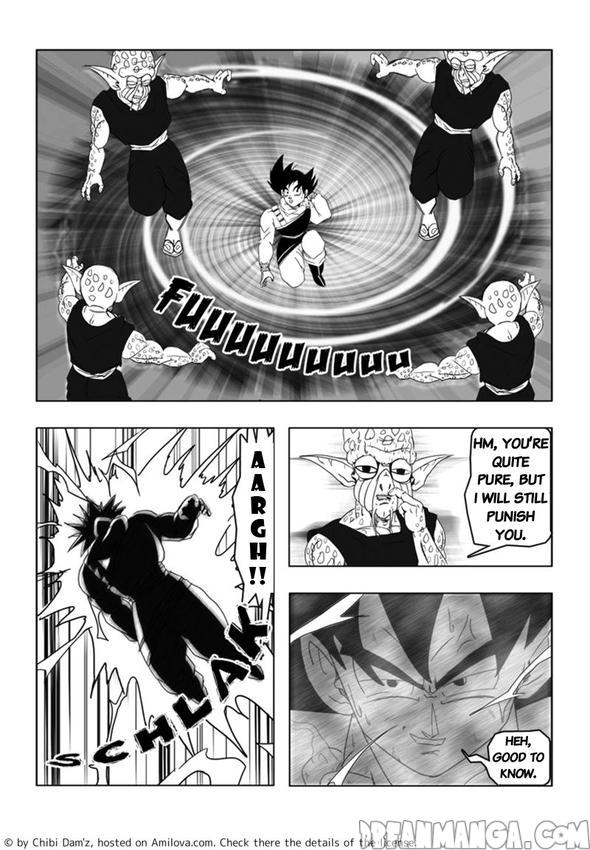 FUUUUUUUUUU
AARGH!!
SCHLAK
HM, YOU'RE
QUITE
PURE, BUT
I WILL STILL
PUNISH
YOU.
HEH,
GOOD TO
KNOW.
© by Chibi Dam'z, hosted on Amilova.com. Check there the details of the license.
DREAMMANGA.COM